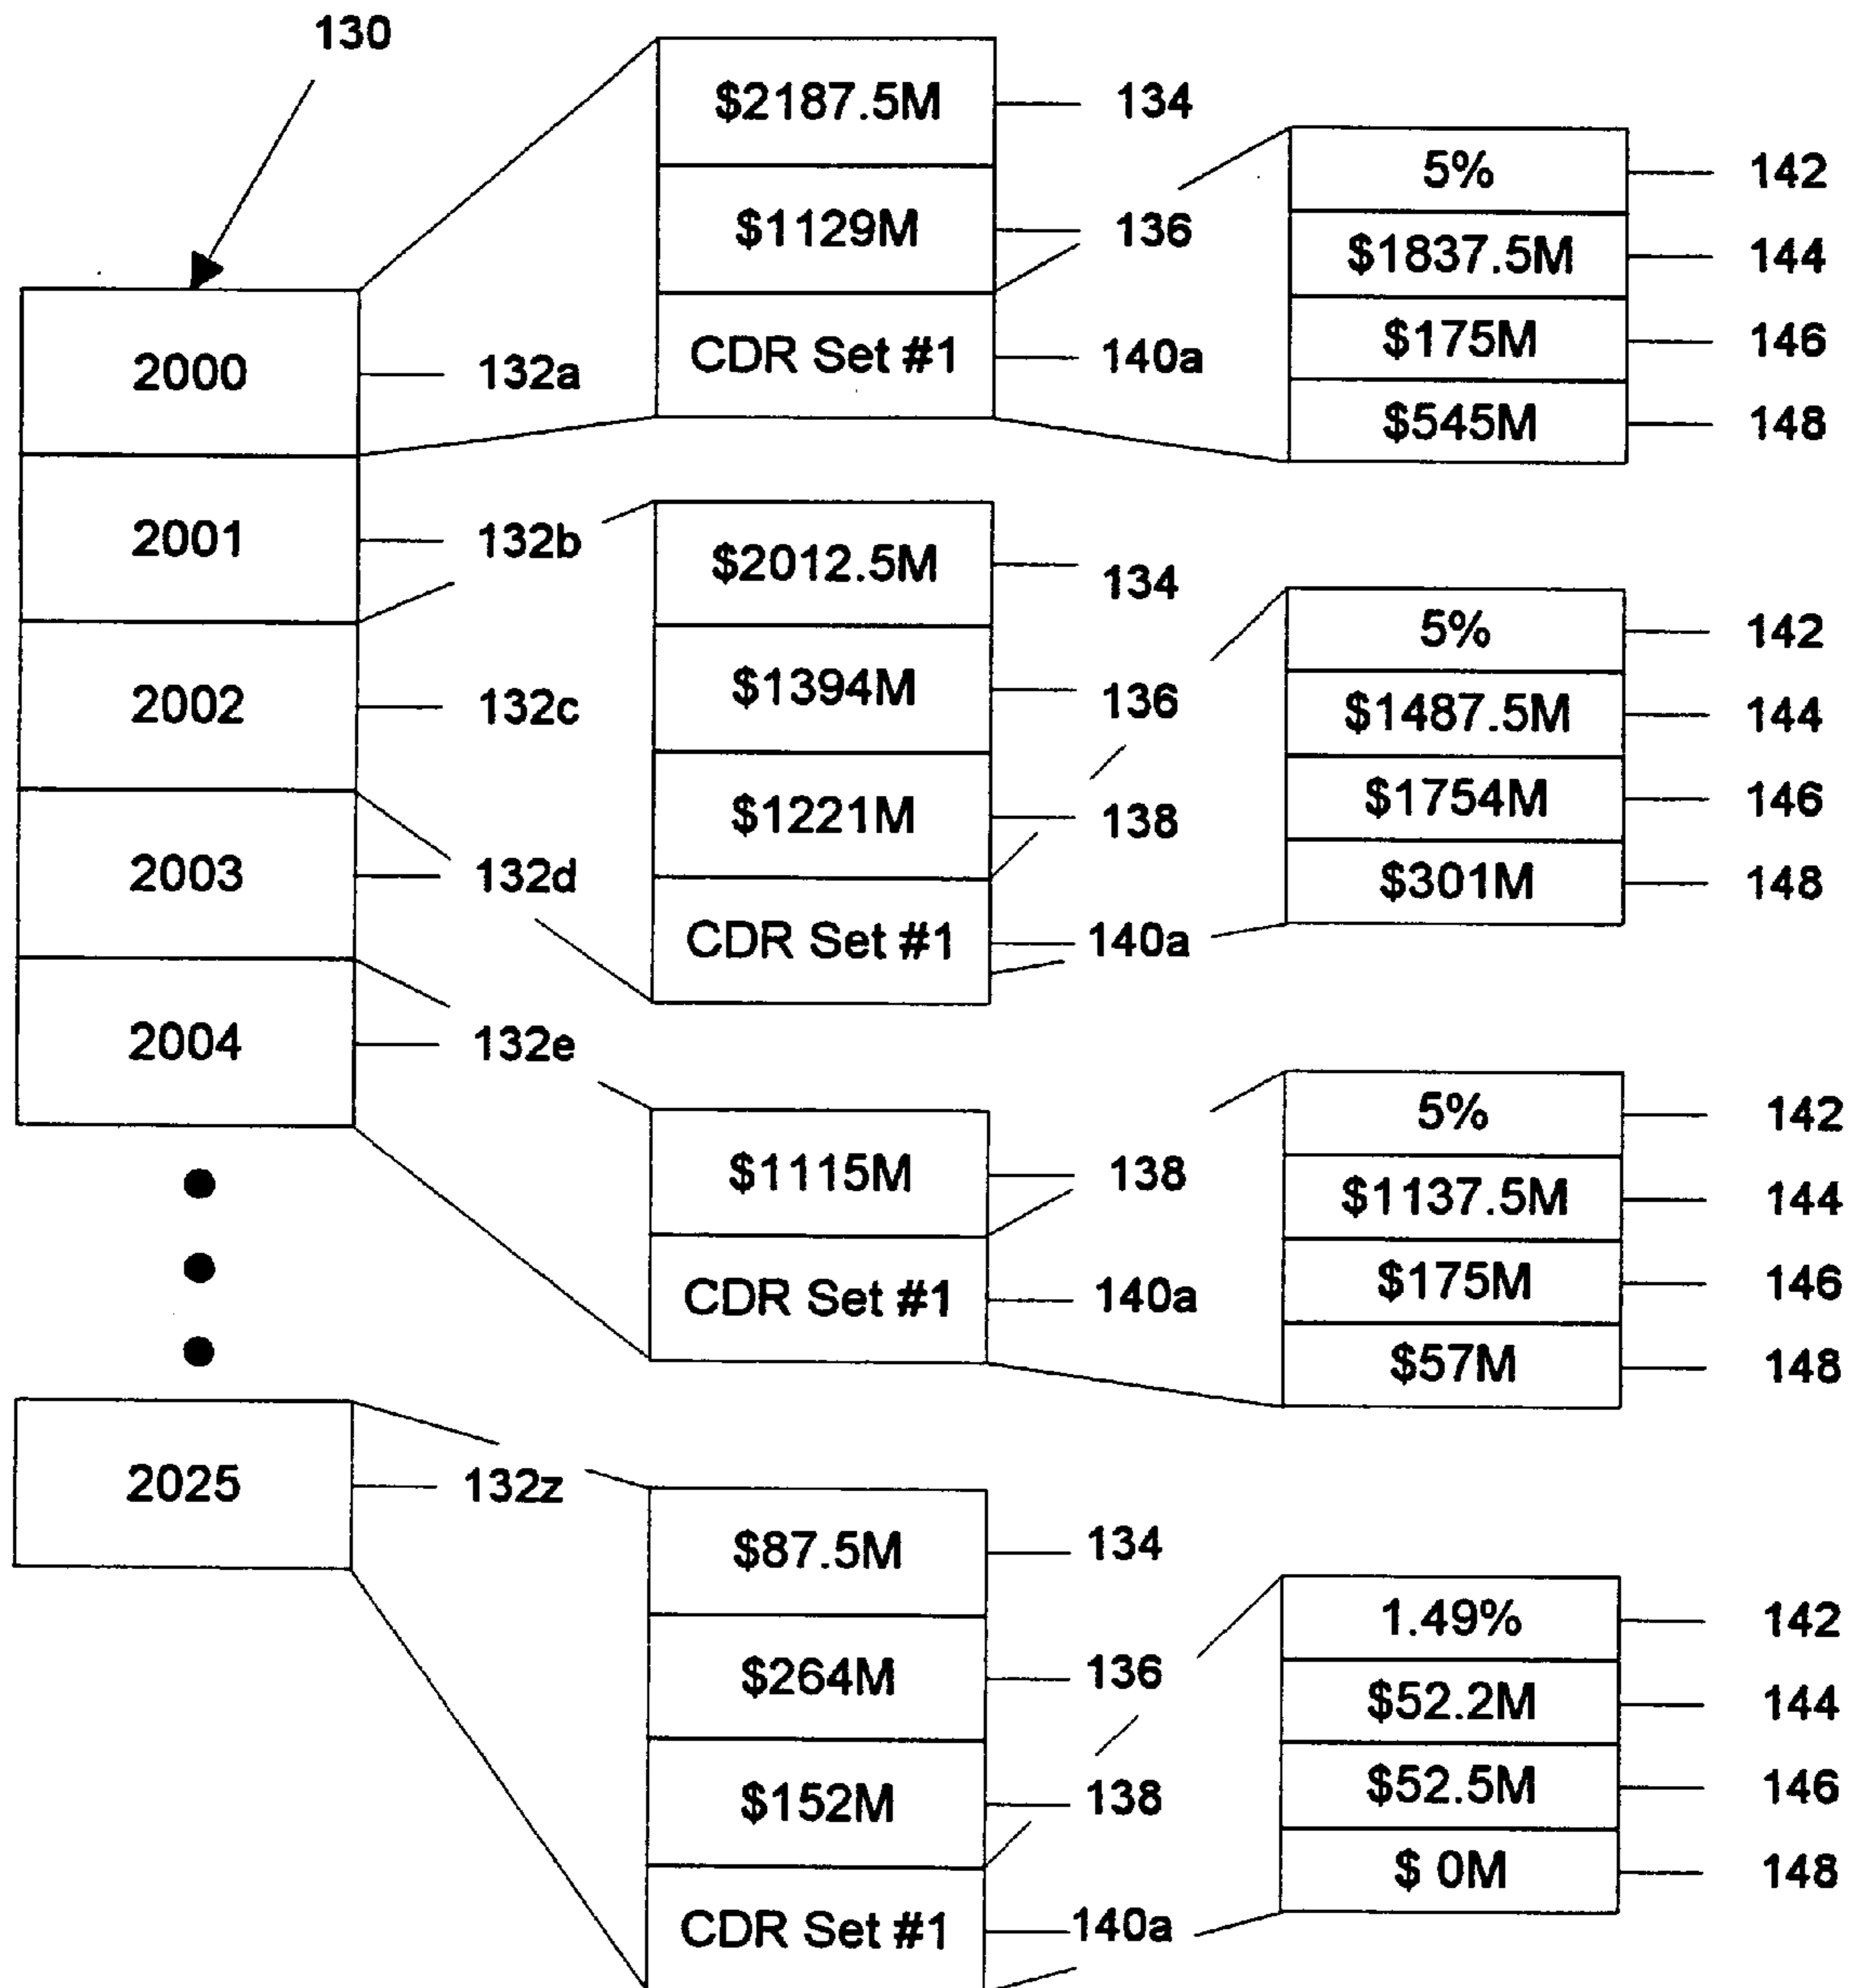 130
2000
132a
2001
132b
2002
132c
2003
132d
2004
132e
2025
132z
$2187.5M
134
$1129M
136
CDR Set #1
140a
5%
142
$1837.5M
144
$175M
146
$545M
148
$2012.5M
134
$1394M
136
$1221M
138
CDR Set #1
140a
5%
142
$1487.5M
144
$1754M
146
$301M
148
$1115M
138
CDR Set #1
140a
5%
142
$1137.5M
144
$175M
146
$57M
148
$87.5M
134
$264M
136
$152M
138
CDR Set #1
140a
1.49%
142
$52.2M
144
$52.5M
146
$ 0M
148